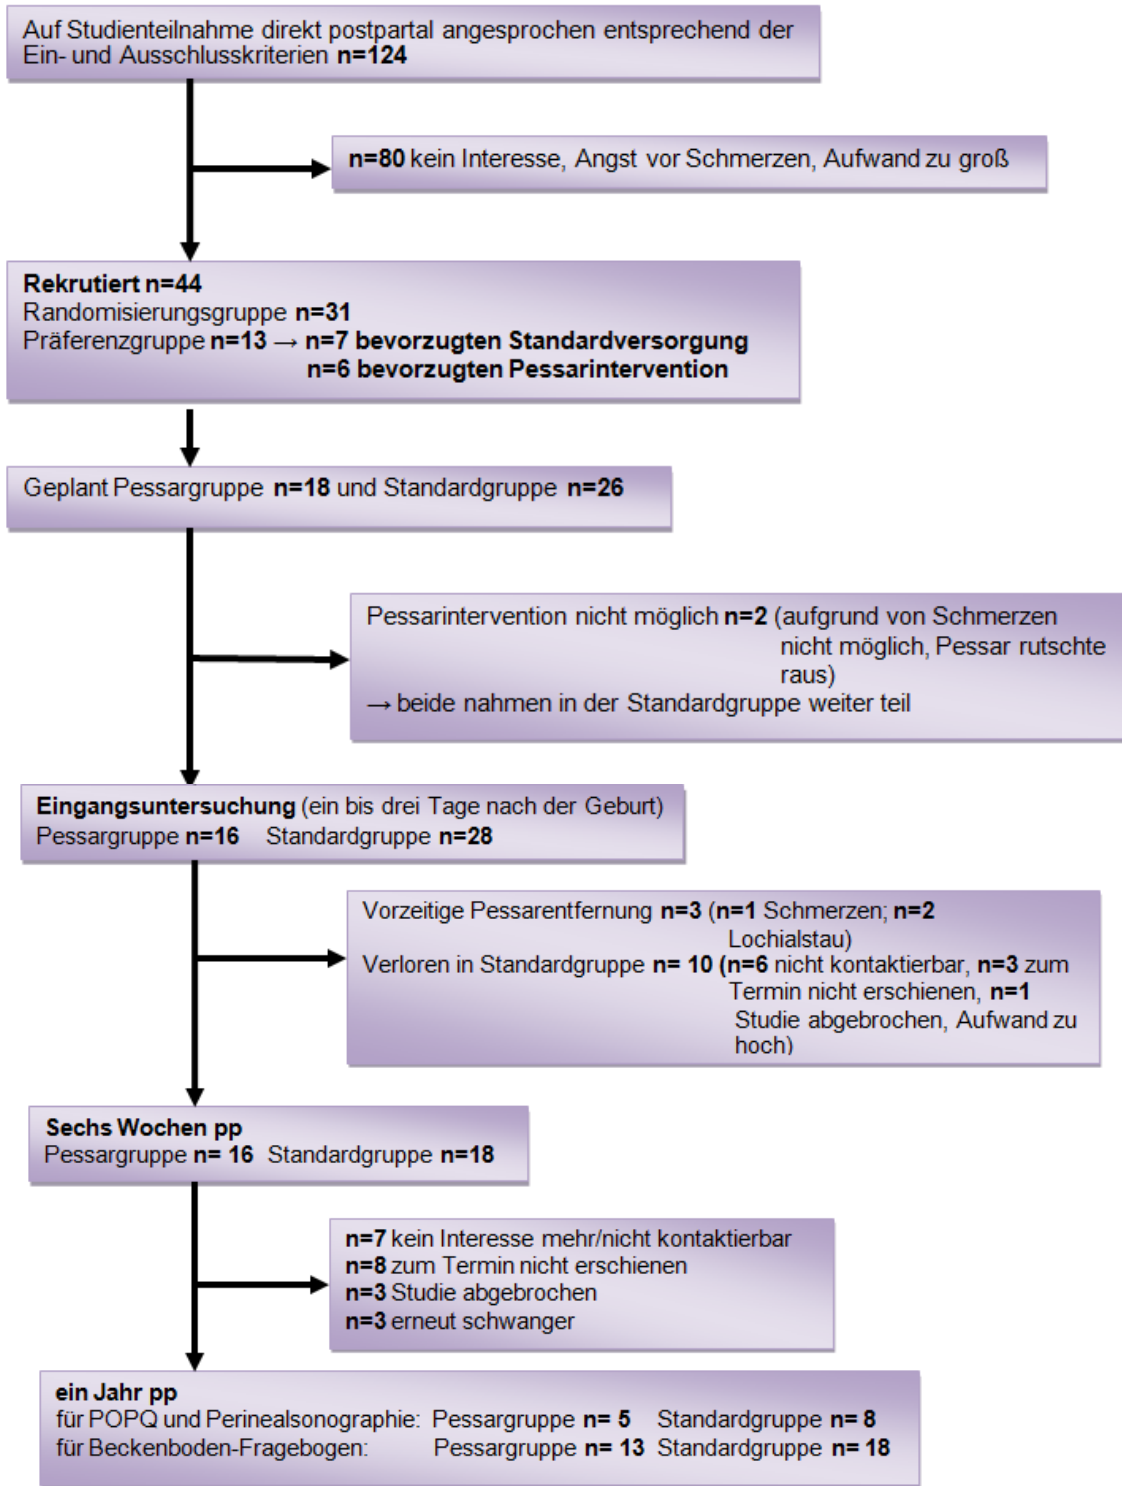 Auf Studienteilnahme direkt postpartal angesprochen entsprechend der
Ein- und Ausschlusskriterien n=124
n=80 kein Interesse, Angst vor Schmerzen, Aufwand zu groß
Rekrutiert n=44
Randomisierungsgruppe n=31
Präferenzgruppe n=13 → n=7 bevorzugten Standardversorgung
n=6 bevorzugten Pessarintervention
Geplant Pessargruppe n=18 und Standardgruppe n=26
Pessarintervention nicht möglich n=2 (aufgrund von Schmerzen
nicht möglich, Pessar rutschte
raus)
→ beide nahmen in der Standardgruppe weiter teil
Eingangsuntersuchung (ein bis drei Tage nach der Geburt)
Pessargruppe n=16 Standardgruppe n=28
Vorzeitige Pessarentfernung n=3 (n=1 Schmerzen; n=2
Lochialstau)
Verloren in Standardgruppe n= 10 (n=6 nicht kontaktierbar, n=3 zum
Termin nicht erschienen, n=1
Studie abgebrochen, Aufwand zu
hoch)
Sechs Wochen pp
Pessargruppe n= 16 Standardgruppe n=18
n=7 kein Interesse mehr/nicht kontaktierbar
n=8 zum Termin nicht erschienen
n=3 Studie abgebrochen
n=3 erneut schwanger
ein Jahr pp
für POPQ und Perinealsonographie: Pessargruppe n= 5 Standardgruppe n= 8
für Beckenboden-Fragebogen: Pessargruppe n= 13 Standardgruppe n= 18